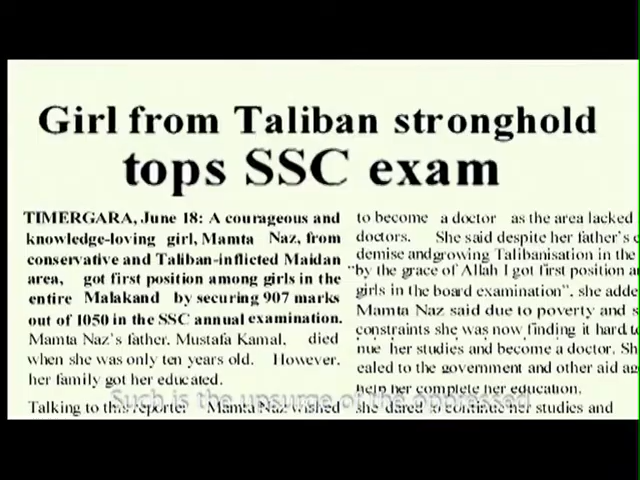 Girl from Taliban stronghold
tops SSC exam
TIMERGARA, June 18: A courageous and
knowledge-loving girl, Mamta Naz, from
conservative and Taliban-inflicted Maidan
area, got first position among girls in the
entire Malakand by securing 907 marks
out of 1050 in the SSC annual examination.
Mamta Naz's father, Mustafa Kamal, died
when she was only ten years old. However,
her family got her educated.
Talking to this reporter Mamta Naz wished
to become a doctor as the area lacked
doctors. She said despite her father's
demise andgrowing Talibanisation in the
"by the grace of Allah I got first position a
girls in the board examination", she adde
Mamta Naz said due to poverty and s
constraints she was now finding it hard to
nue her studies and become a doctor. She
ealed to the government and other aid ag
help her complete her education.
she dared to continue her studies and
Such is the upsurge of the oppressed